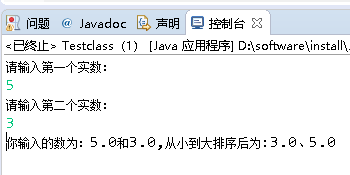 问题 @ Javadoc 声明 控制台
<已终止> Testclass (1) [Java 应用程序] D:\software\install\
请输入第一个实数：
5
请输入第二个实数：
3
你输入的数为：5.0和3.0,从小到大排序后为:3.0、5.0